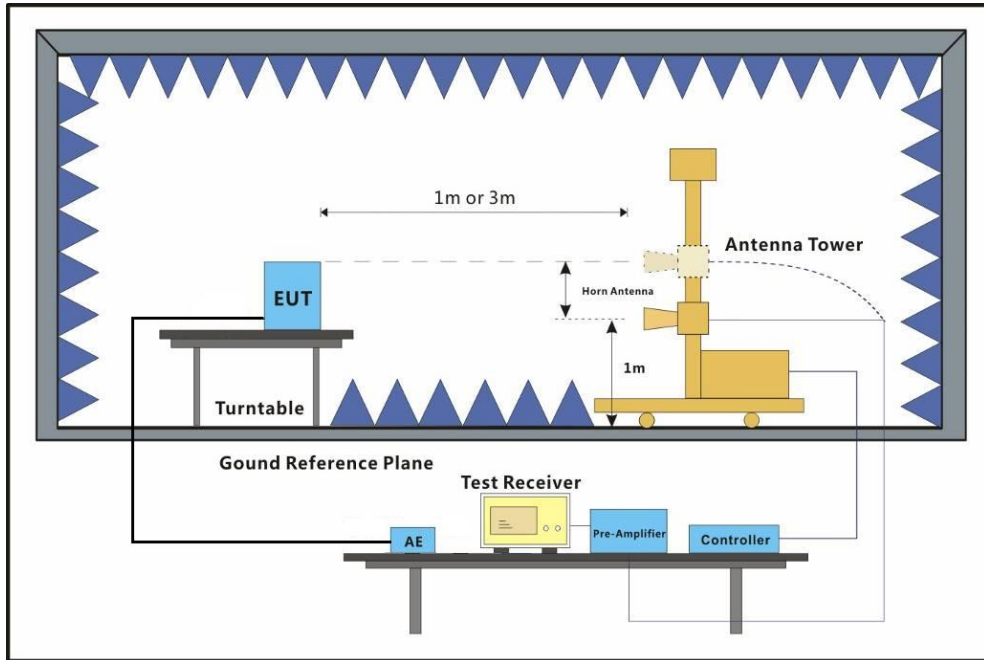 1m or 3m
Antenna Tower
EUT
Horn Antenna
1m
Turntable
Gound Reference Plane
Test Receiver
AE
Pre-Amplifier
Controller